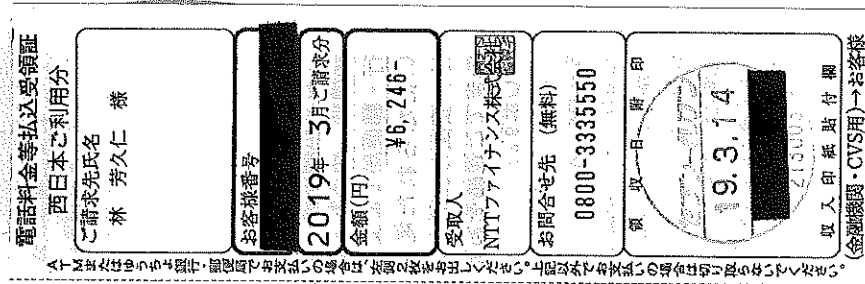 電話料金等払込受領証
西日本ご利用分
ご請求先氏名
林 芳久仁 様
お客様番号
2019年 3月ご請求分
金額(円)
¥6,246-
受取人
NTTファイナンス株式会社
お問合せ先 (無料)
0800-3335550
領収日附印
19.3.14
収入印紙貼付欄
(金融機関・CVS用)→お客様
ATMまたはゆうちょ銀行・郵便局でお支払いの場合は、左側2枚をお出しください。上記以外でお支払いの場合は切り取らないでください。